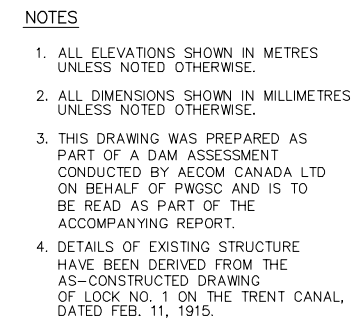 NOTES
1. ALL ELEVATIONS SHOWN IN METRES
UNLESS NOTED OTHERWISE.
2. ALL DIMENSIONS SHOWN IN MILLIMETRES
UNLESS NOTED OTHERWISE.
3. THIS DRAWING WAS PREPARED AS
PART OF A DAM ASSESSMENT
CONDUCTED BY AECOM CANADA LTD
ON BEHALF OF PWGSC AND IS TO
BE READ AS PART OF THE
ACCOMPANYING REPORT.
4. DETAILS OF EXISTING STRUCTURE
HAVE BEEN DERIVED FROM THE
AS-CONSTRUCTED DRAWING
OF LOCK NO. 1 ON THE TRENT CANAL,
DATED FEB. 11, 1915.